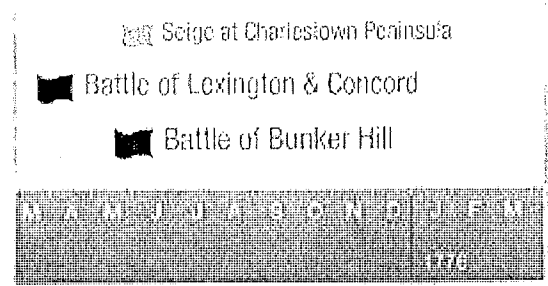 Seige at Charlestown Peninsula
Battle of Lexington & Concord
Battle of Bunker Hill
M A M J J A S O N D J F M
1776